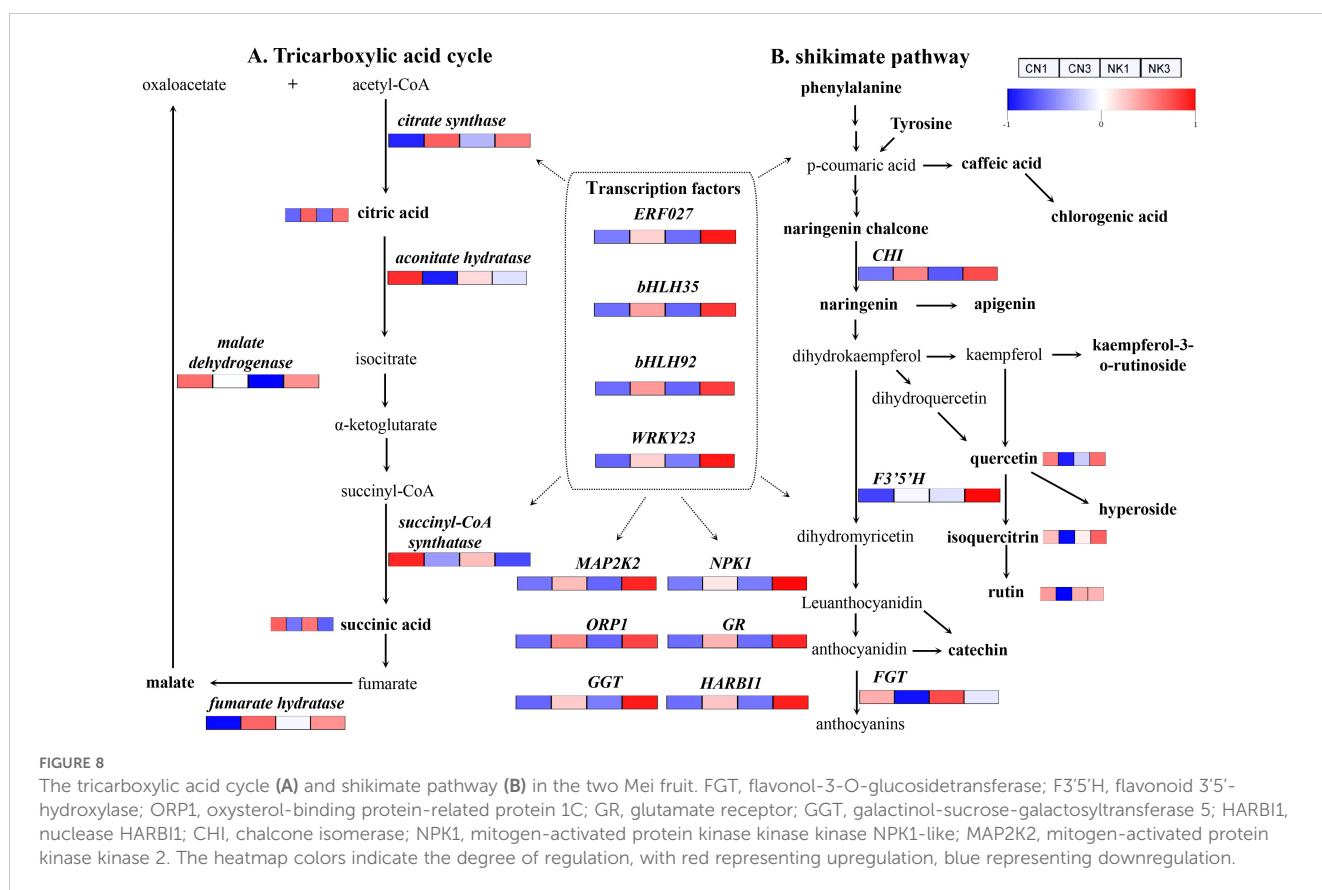 A. Tricarboxylic acid cycle
oxaloacetate + acetyl-CoA
citrate synthase
citric acid
aconitate hydratase
malate
dehydrogenase
isocitrate
α-ketoglutarate
succinyl-CoA
succinyl-CoA
synthatase
succinic acid
malate
fumarate
fumarate hydratase
Transcription factors
ERF027
bHLH35
bHLH92
WRKY23
MAP2K2
NPK1
ORP1
GR
GGT
HARBI1
B. shikimate pathway
CN1 CN3 NK1 NK3
-1 0 1
phenylalanine
Tyrosine
p-coumaric acid
caffeic acid
chlorogenic acid
naringenin chalcone
CHI
naringenin
apigenin
dihydrokaempferol
kaempferol
kaempferol-3-
o-rutinoside
dihydroquercetin
quercetin
F3'5'H
hyperoside
dihydromyricetin
isoquercitrin
rutin
Leuanthocyanidin
anthocyanidin
catechin
FGT
anthocyanins
FIGURE 8
The tricarboxylic acid cycle (A) and shikimate pathway (B) in the two Mei fruit. FGT, flavonol-3-O-glucosidetransferase; F3'5'H, flavonoid 3'5'-
hydroxylase; ORP1, oxysterol-binding protein-related protein 1C; GR, glutamate receptor; GGT, galactinol-sucrose-galactosyltransferase 5; HARBI1,
nuclease HARBI1; CHI, chalcone isomerase; NPK1, mitogen-activated protein kinase kinase kinase NPK1-like; MAP2K2, mitogen-activated protein
kinase kinase 2. The heatmap colors indicate the degree of regulation, with red representing upregulation, blue representing downregulation.